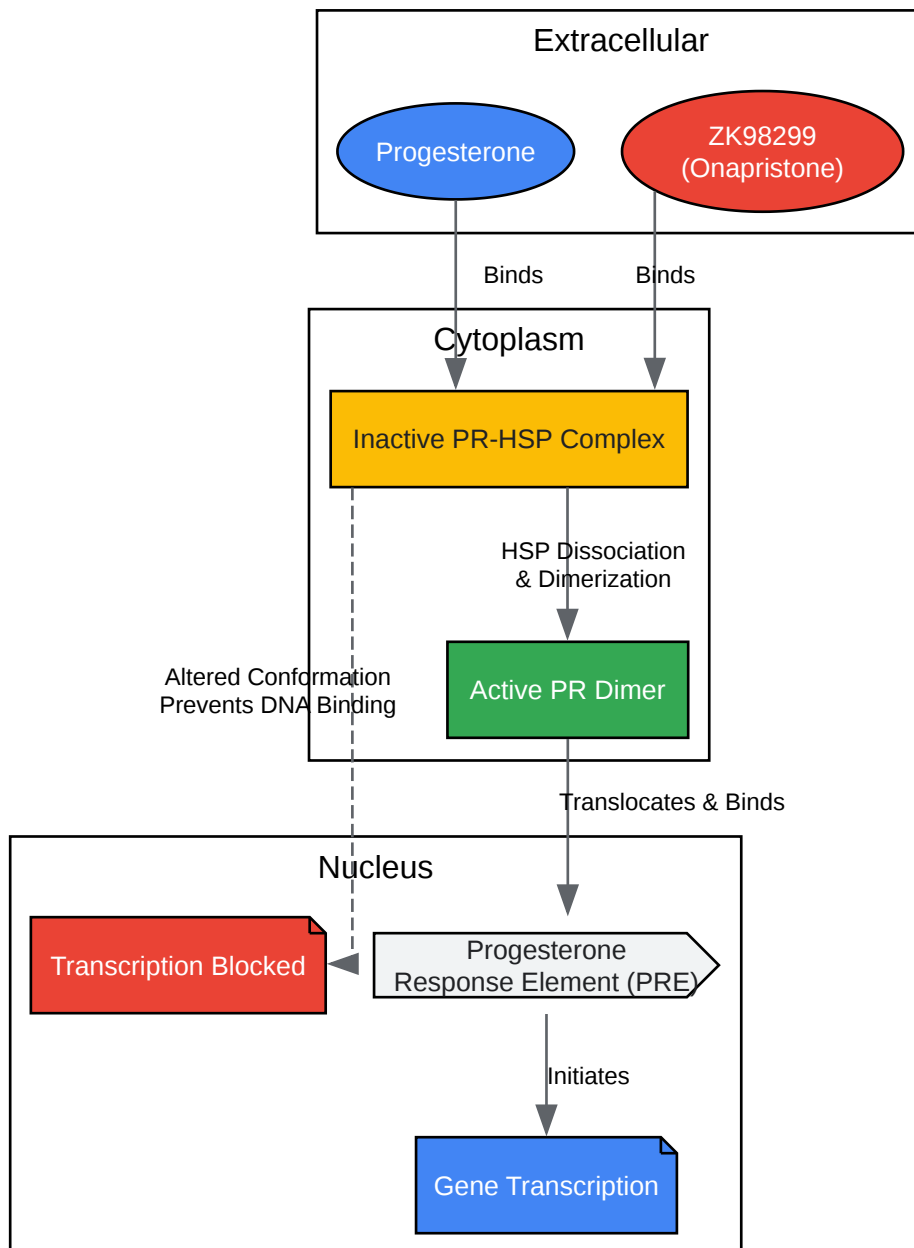 Extracellular
Progesterone
ZK98299
(Onapristone)
Binds
Binds
Cytoplasm
Inactive PR-HSP Complex
HSP Dissociation
& Dimerization
Altered Conformation
Prevents DNA Binding
Active PR Dimer
Translocates & Binds
Nucleus
Transcription Blocked
Progesterone
Response Element (PRE)
Initiates
Gene Transcription